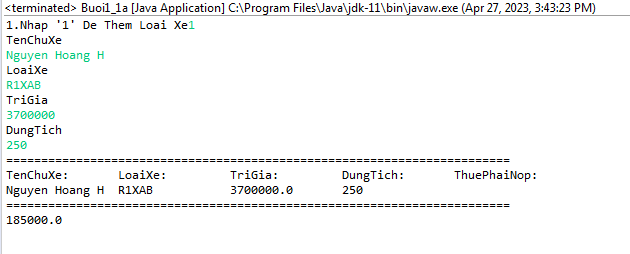 <terminated> Buoi1_1a [Java Application] C:\Program Files\Java\jdk-11\bin\javaw.exe (Apr 27, 2023, 3:43:23 PM)
1.Nhap '1' De Them Loai Xe1
TenChuXe
Nguyen Hoang H
LoaiXe
R1XAB
TriGia
3700000
DungTich
250
========================================================================
TenChuXe: LoaiXe: TriGia: DungTich: ThuePhaiNop:
Nguyen Hoang H R1XAB 3700000.0 250
========================================================================
185000.0